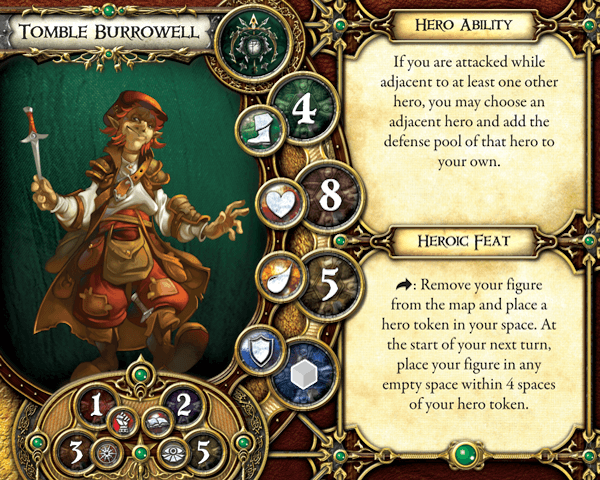 TOMBLE BURROWELL
4
8
5
1
2
3
5
HERO ABILITY
If you are attacked while
adjacent to at least one other
hero, you may choose an
adjacent hero and add the
defense pool of that hero to
your own.
HEROIC FEAT
: Remove your figure
from the map and place a
hero token in your space. At
the start of your next turn,
place your figure in any
empty space within 4 spaces
of your hero token.